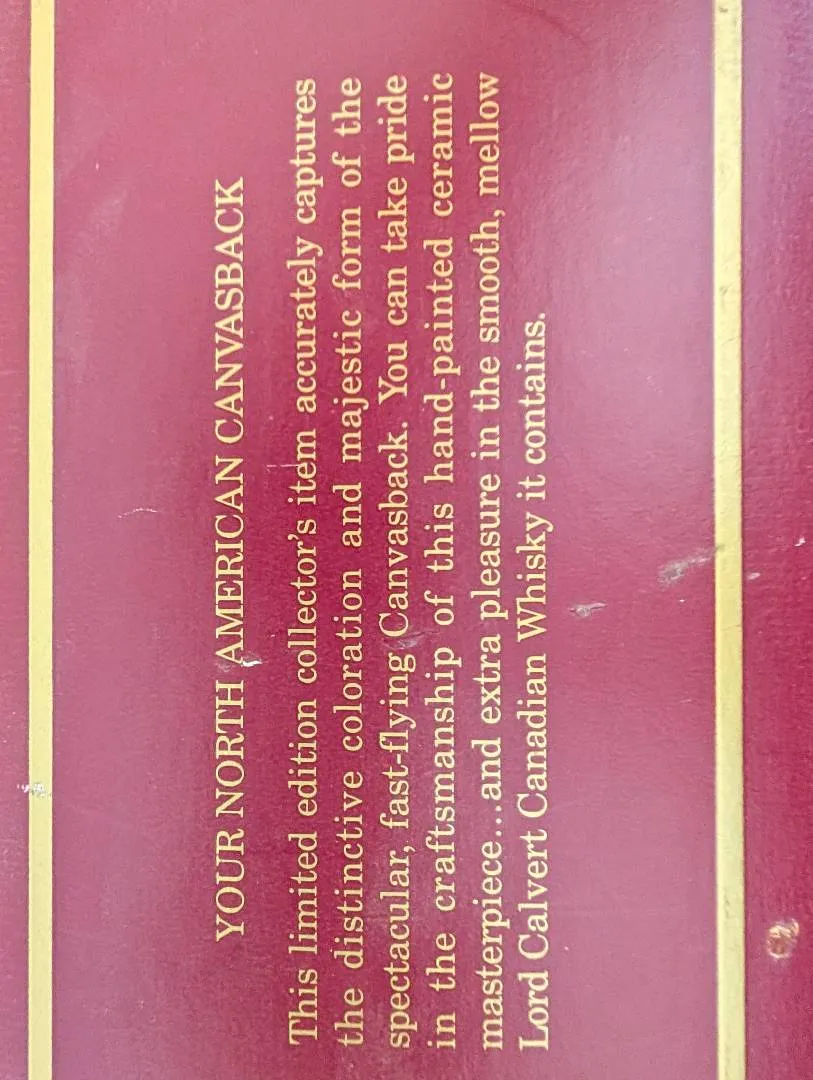 YOUR NORTH AMERICAN CANVASBACK
This limited edition collector's item accurately captures
the distinctive coloration and majestic form of the
spectacular, fast-flying Canvasback. You can take pride
in the craftsmanship of this hand-painted ceramic
masterpiece...and extra pleasure in the smooth, mellow
Lord Calvert Canadian Whisky it contains.